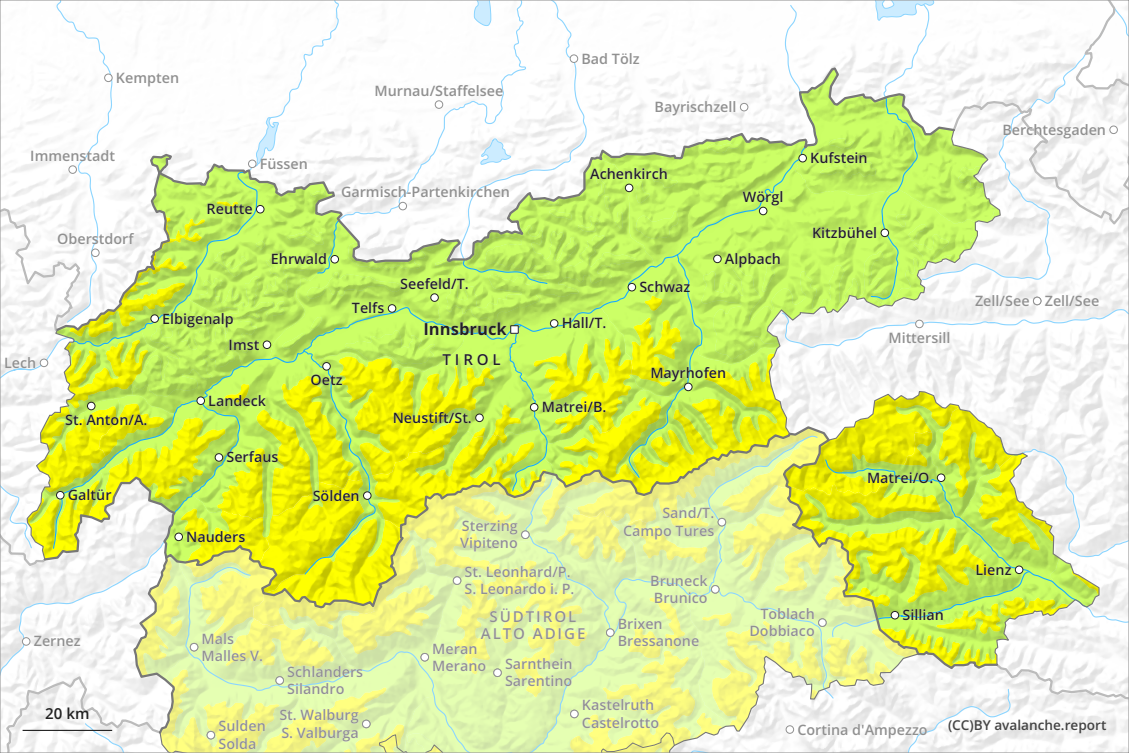 Kempten
Bad Tölz
Murnau/Staffelsee
Bayrischzell
Berchtesgaden
Immenstadt
Füssen
Kufstein
Achenkirch
Garmisch-Partenkirchen
Wörgl
Reutte
Kitzbühel
Oberstdorf
Ehrwald
Alpbach
Seefeld/T.
Schwaz
Zell/See
Zell/See
Telfs
Elbigenalp
Innsbruck
Hall/T.
Mittersill
Imst
TIROL
Lech
Oetz
Mayrhofen
Landeck
Matrei/B.
St. Anton/A.
Neustift/St.
Serfaus
Matrei/O.
Galtür
Sölden
Sand/T.
Campo Tures
Sterzing
Vipiteno
Nauders
Lienz
St. Leonhard/P.
S. Leonardo i. P.
Bruneck
Brunico
Sillian
SÜDTIROL
ALTO ADIGE
Toblach
Dobbiaco
Brixen
Bressanone
Zernez
Mals
Malles V.
Meran
Merano
Sarnthein
Sarentino
Schlanders
Silandro
Kastelruth
Castelrotto
20 km
St. Walburg
S. Valburga
Sulden
Solda
Cortina d'Ampezzo
(CC)BY avalanche.report